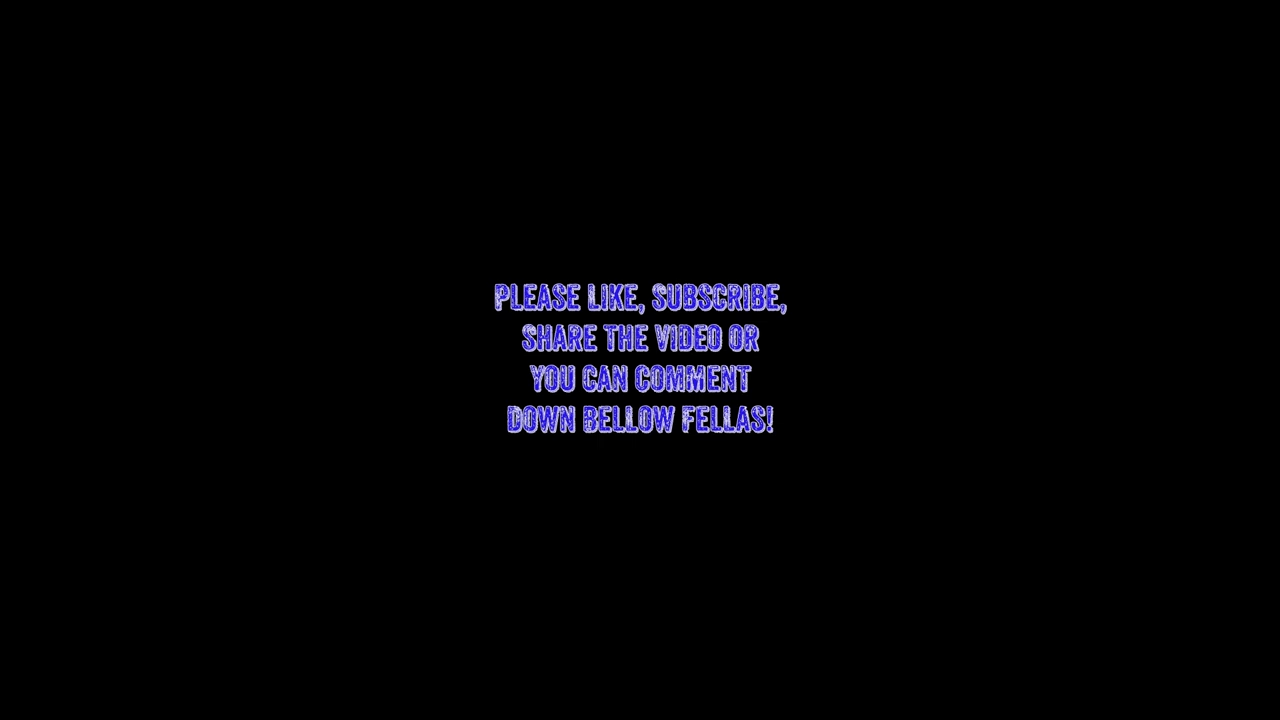 PLEASE LIKE, SUBSCRIBE,
SHARE THE VIDEO OR
YOU CAN COMMENT
DOWN BELLOW FELLAS!